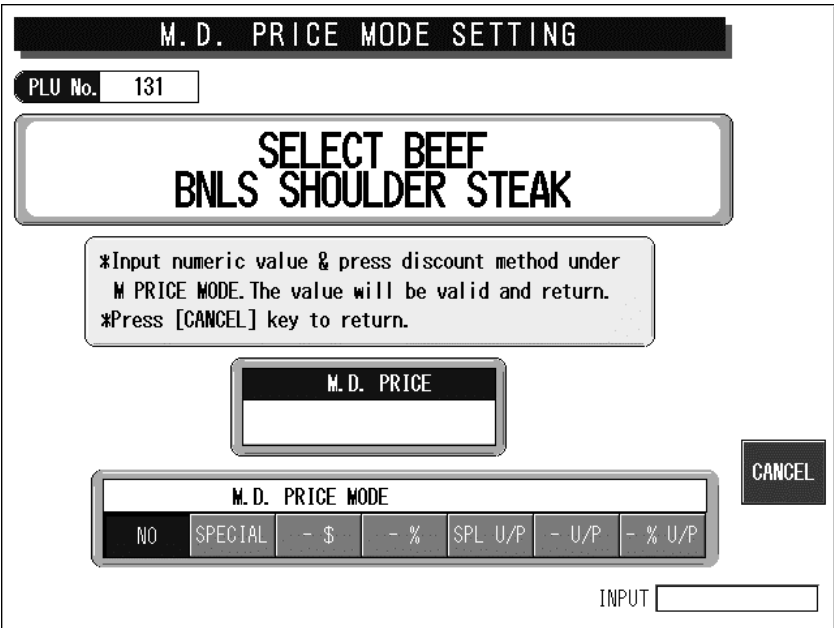 M.D. PRICE MODE SETTING
PLU No. 131
SELECT BEEF
BNLS SHOULDER STEAK
*Input numeric value & press discount method under
M PRICE MODE.The value will be valid and return.
*Press [CANCEL] key to return.
M.D. PRICE
CANCEL
M.D. PRICE MODE
NO SPECIAL - $ - % SPL U/P - U/P - % U/P
INPUT